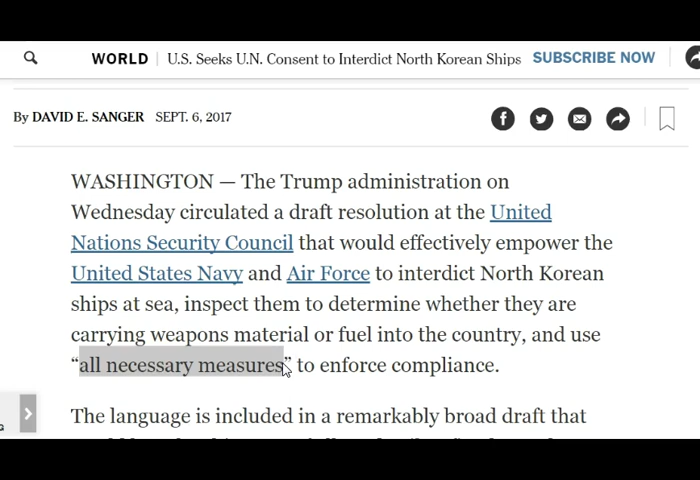 WORLD | U.S. Seeks U.N. Consent to Interdict North Korean Ships SUBSCRIBE NOW
By DAVID E. SANGER SEPT. 6, 2017
WASHINGTON — The Trump administration on
Wednesday circulated a draft resolution at the United
Nations Security Council that would effectively empower the
United States Navy and Air Force to interdict North Korean
ships at sea, inspect them to determine whether they are
carrying weapons material or fuel into the country, and use
“all necessary measures” to enforce compliance.
The language is included in a remarkably broad draft that